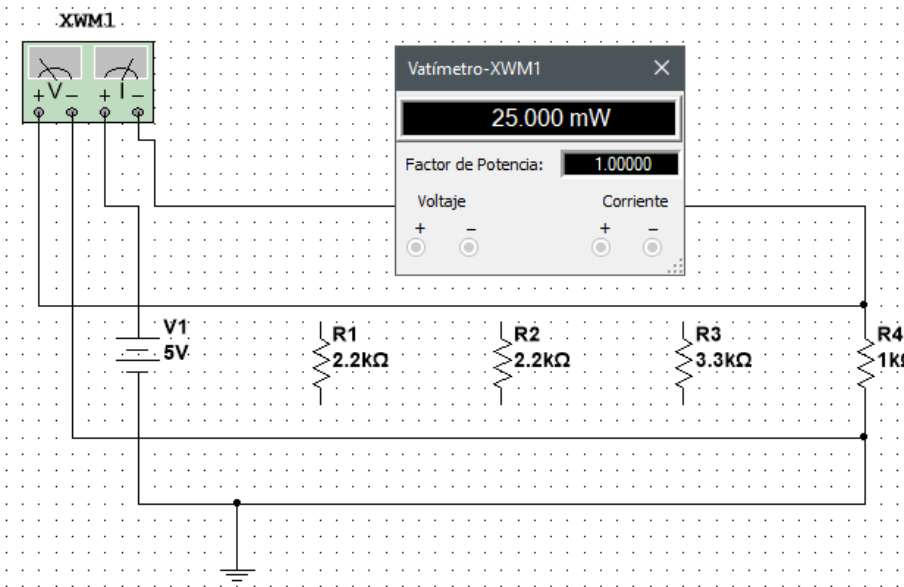 XWM1
V I
+ − + −
Vatímetro-XWM1
25.000 mW
Factor de Potencia: 1.00000
Voltaje Corriente
+ − + −
V1
5V
R1
2.2kΩ
R2
2.2kΩ
R3
3.3kΩ
R4